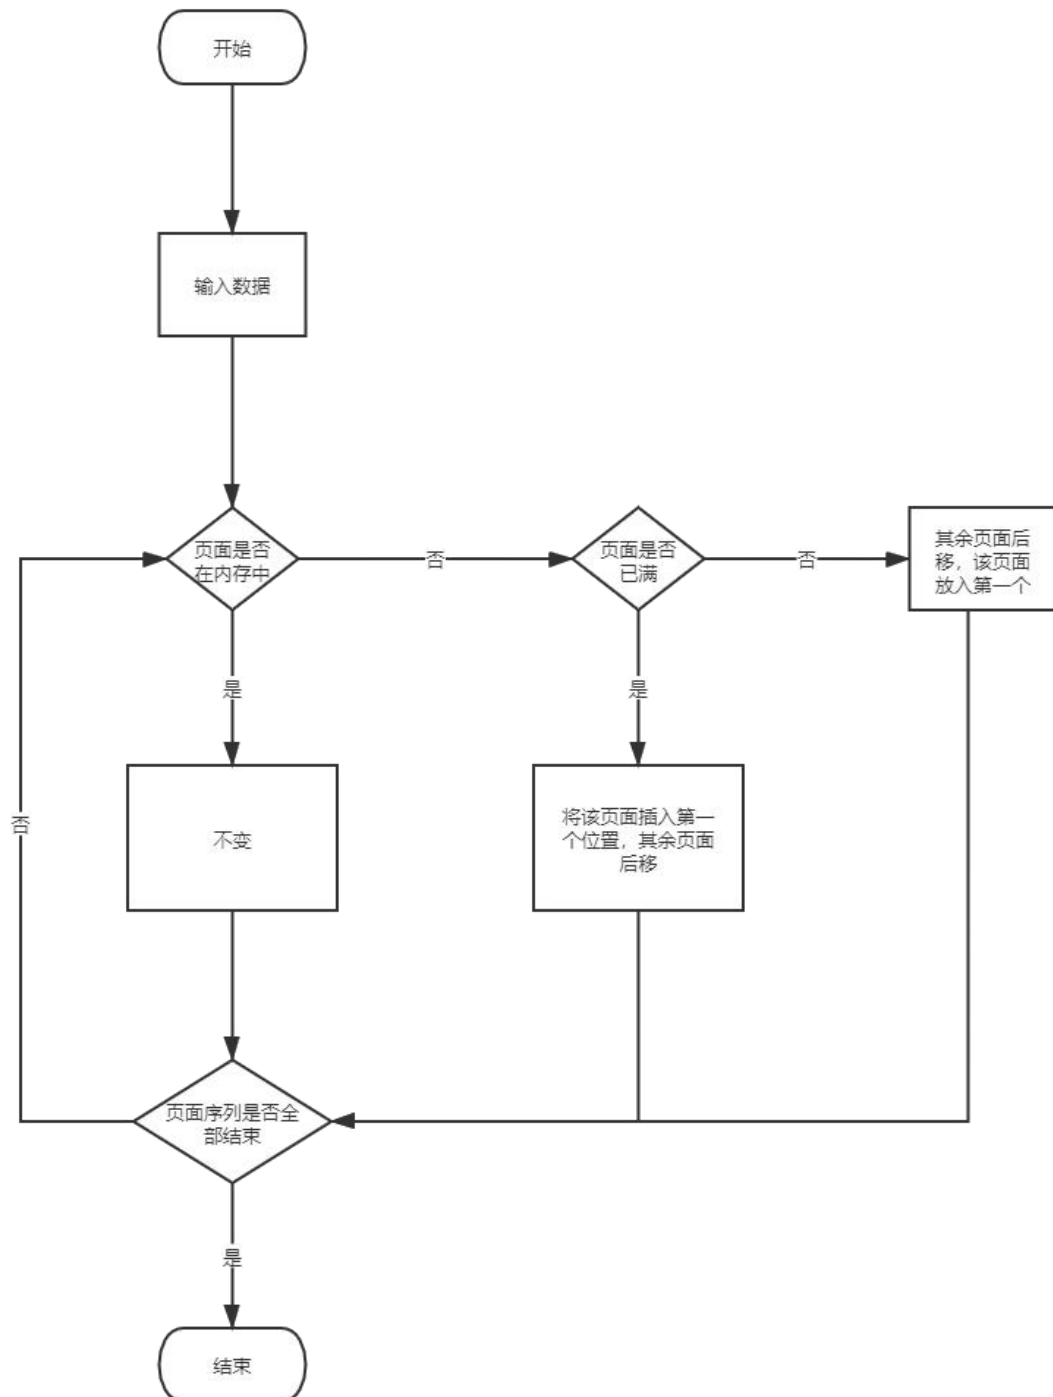 开始
输入数据
页面是否
在内存中
否
页面是否
已满
否
其余页面后
移，该页面
放入第一个
是
是
不变
将该页面插入第一
个位置，其余页面
后移
否
页面序列是否全
部结束
是
结束